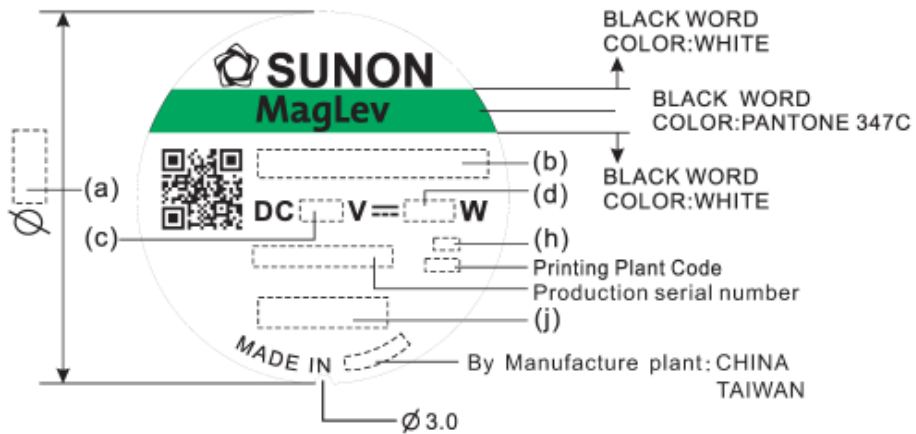 BLACK WORD
COLOR:WHITE
SUNON
MagLev
BLACK WORD
COLOR:PANTONE 347C
(a)
(b)
DC V⎓ W
(d)
BLACK WORD
COLOR:WHITE
Ø
(c)
(h)
Printing Plant Code
Production serial number
(j)
MADE IN
By Manufacture plant: CHINA
TAIWAN
Ø 3.0